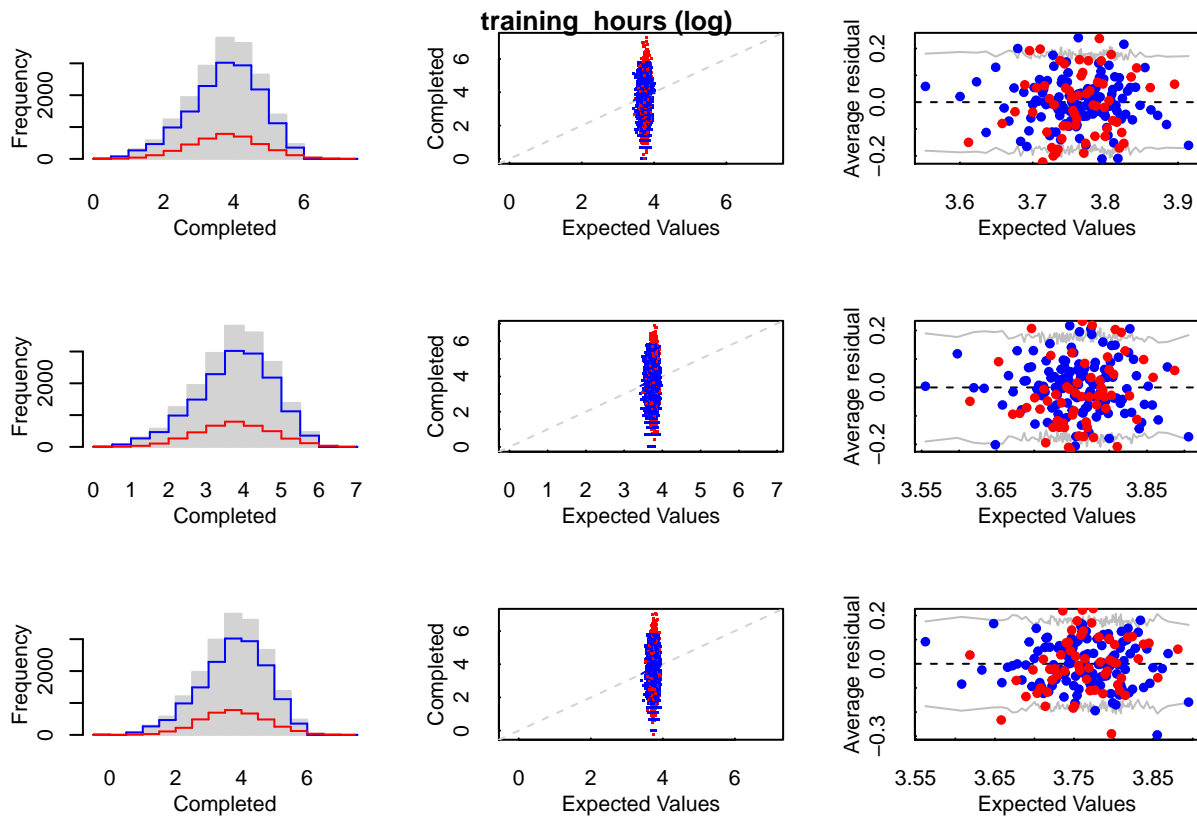 training hours (log)
Frequency
0 2000
0 2 4 6
Completed
Completed
0 2 4 6
0 2 4 6
Expected Values
Average residual
−0.2 0.0 0.2
3.6 3.7 3.8 3.9
Expected Values
Frequency
0 2000
0 1 2 3 4 5 6 7
Completed
Completed
0 2 4 6
0 1 2 3 4 5 6 7
Expected Values
Average residual
−0.2 0.0 0.2
3.55 3.65 3.75 3.85
Expected Values
Frequency
0 2000
0 2 4 6
Completed
Completed
0 2 4 6
0 2 4 6
Expected Values
Average residual
−0.3 0.0 0.2
3.55 3.65 3.75 3.85
Expected Values